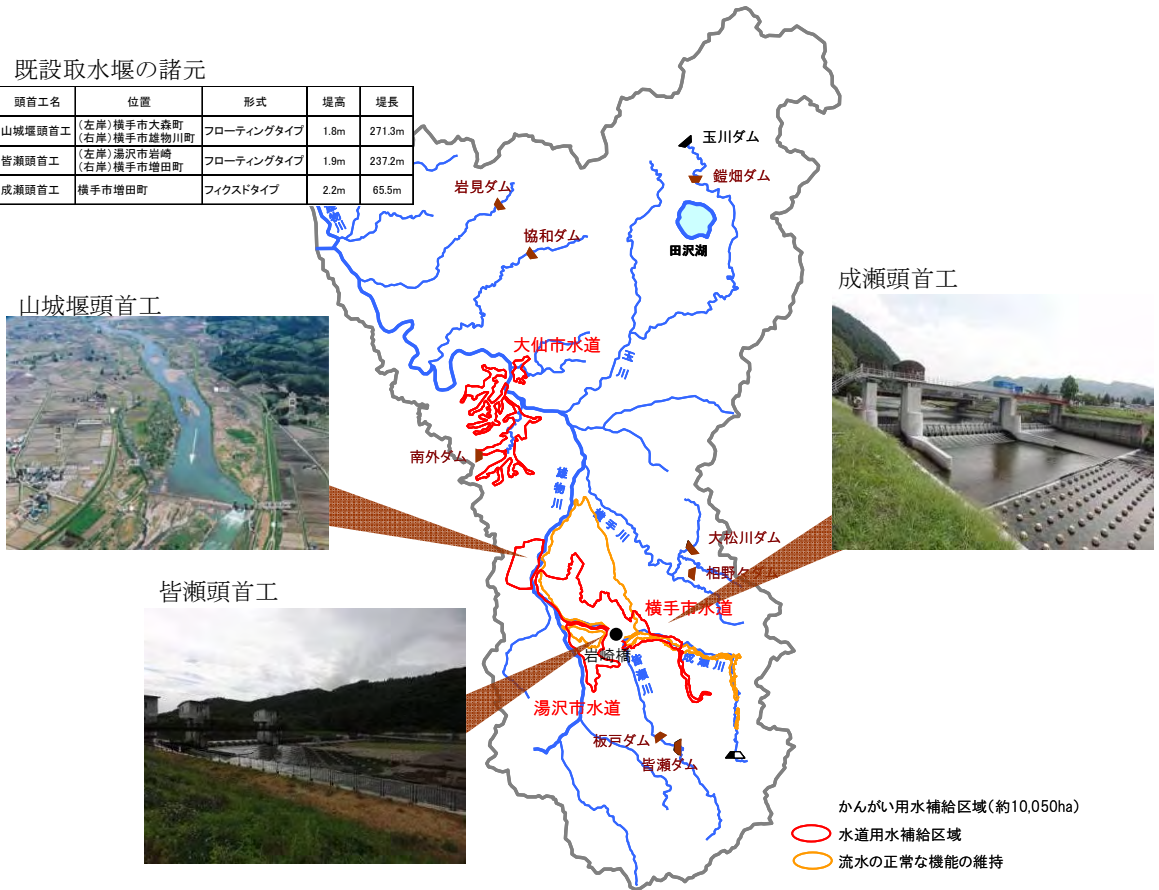 既設取水堰の諸元
頭首工名 位置 形式 堤高 堤長
山城堰頭首工 (左岸)横手市大森町 (右岸)横手市雄物川町 フローティングタイプ 1.8m 271.3m
皆瀬頭首工 (左岸)湯沢市岩崎 (右岸)横手市増田町 フローティングタイプ 1.9m 237.2m
成瀬頭首工 横手市増田町 フィクスドタイプ 2.2m 65.5m
玉川ダム
鎧畑ダム
岩見ダム
田沢湖
協和ダム
雄物川
山城堰頭首工
成瀬頭首工
大仙市水道
玉川
南外ダム
雄物川
横手川
大松川ダム
相野々ダム
皆瀬頭首工
横手市水道
岩崎橋
皆瀬川
成瀬川
湯沢市水道
板戸ダム
皆瀬ダム
かんがい用水補給区域(約10,050ha)
水道用水補給区域
流水の正常な機能の維持